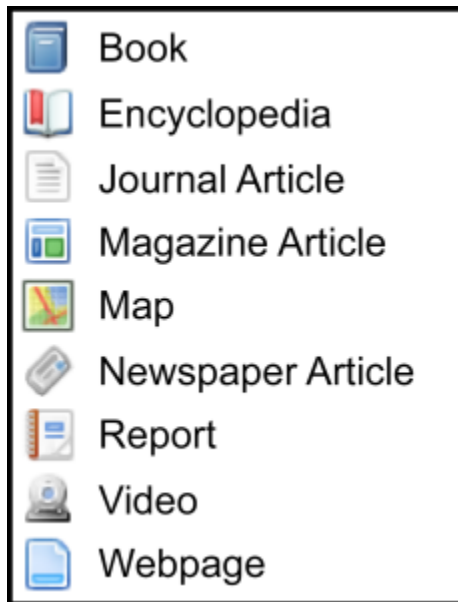 Book
Encyclopedia
Journal Article
Magazine Article
Map
Newspaper Article
Report
Video
Webpage